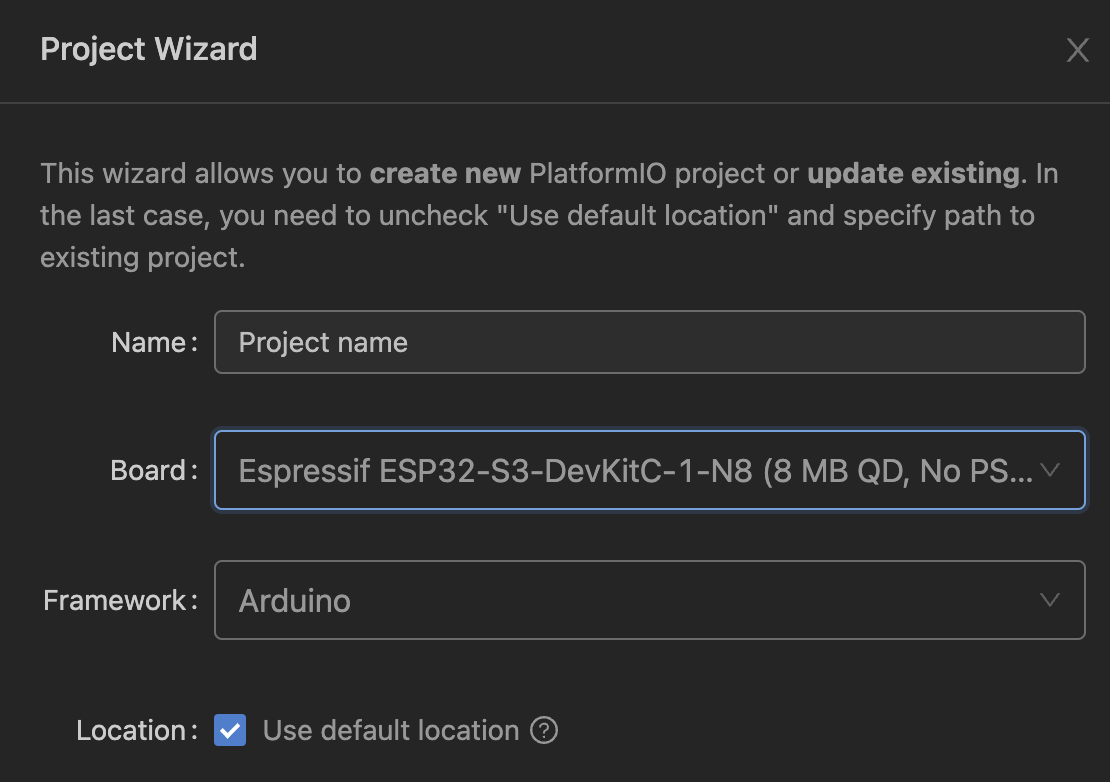 Project Wizard
This wizard allows you to create new PlatformIO project or update existing. In
the last case, you need to uncheck "Use default location" and specify path to
existing project.
Name: Project name
Board: Espressif ESP32-S3-DevKitC-1-N8 (8 MB QD, No PS...
Framework: Arduino
Location: Use default location ?